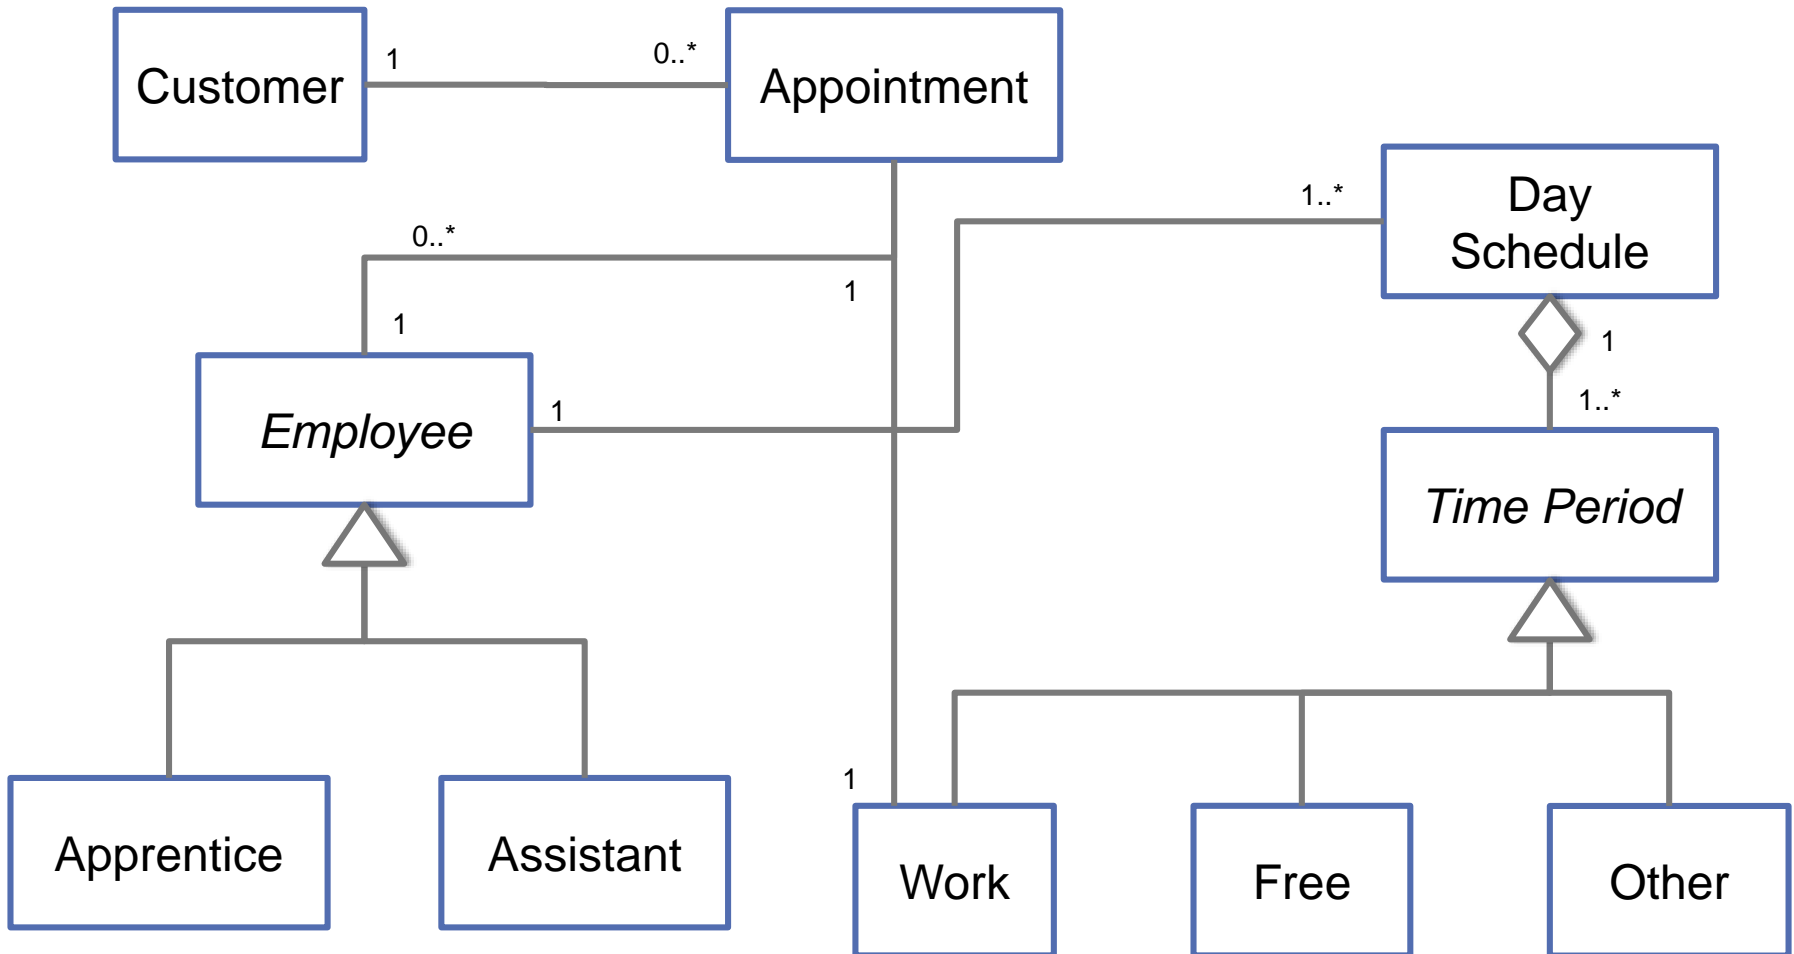 Customer
1
0..*
Appointment
1..*
Day
Schedule
0..*
1
1
1
1
1..*
Employee
Time Period
1
Apprentice
Assistant
Work
Free
Other